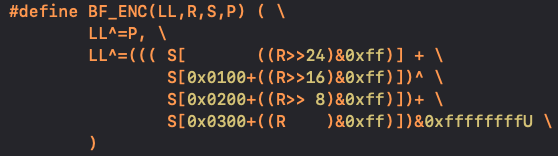 #define BF_ENC(LL,R,S,P) ( \
        LL^=P, \
        LL^=((( S[       ((R>>24)&0xff)] + \
                S[0x0100+((R>>16)&0xff)])^ \
                S[0x0200+((R>> 8)&0xff)])+ \
                S[0x0300+((R    )&0xff)])&0xffffffffU \
        )